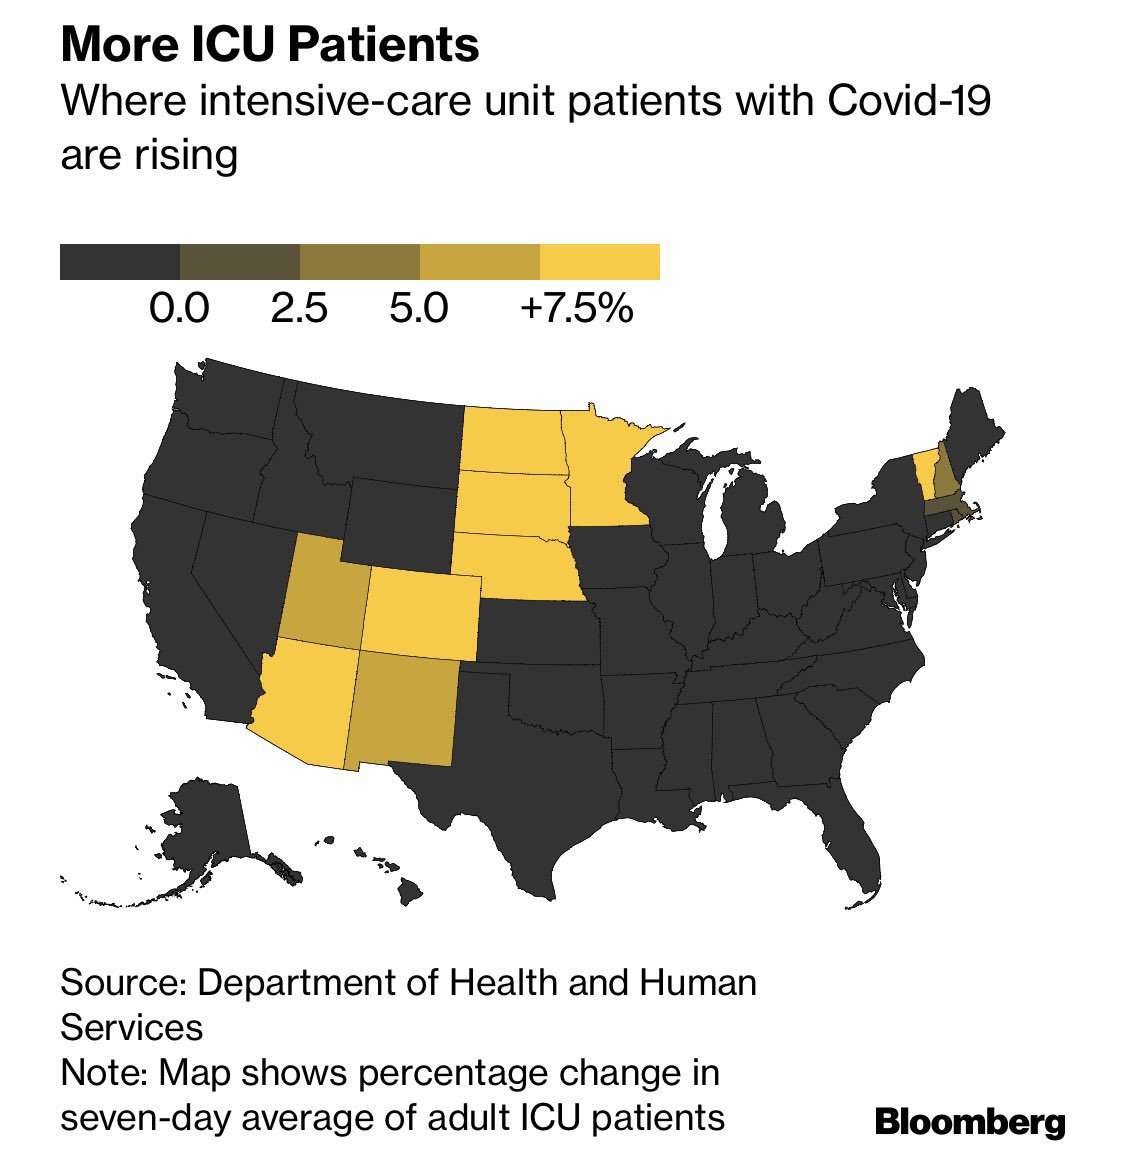 More ICU Patients
Where intensive-care unit patients with Covid-19
are rising
0.0 2.5 5.0 +7.5%
Source: Department of Health and Human
Services
Note: Map shows percentage change in
seven-day average of adult ICU patients
Bloomberg